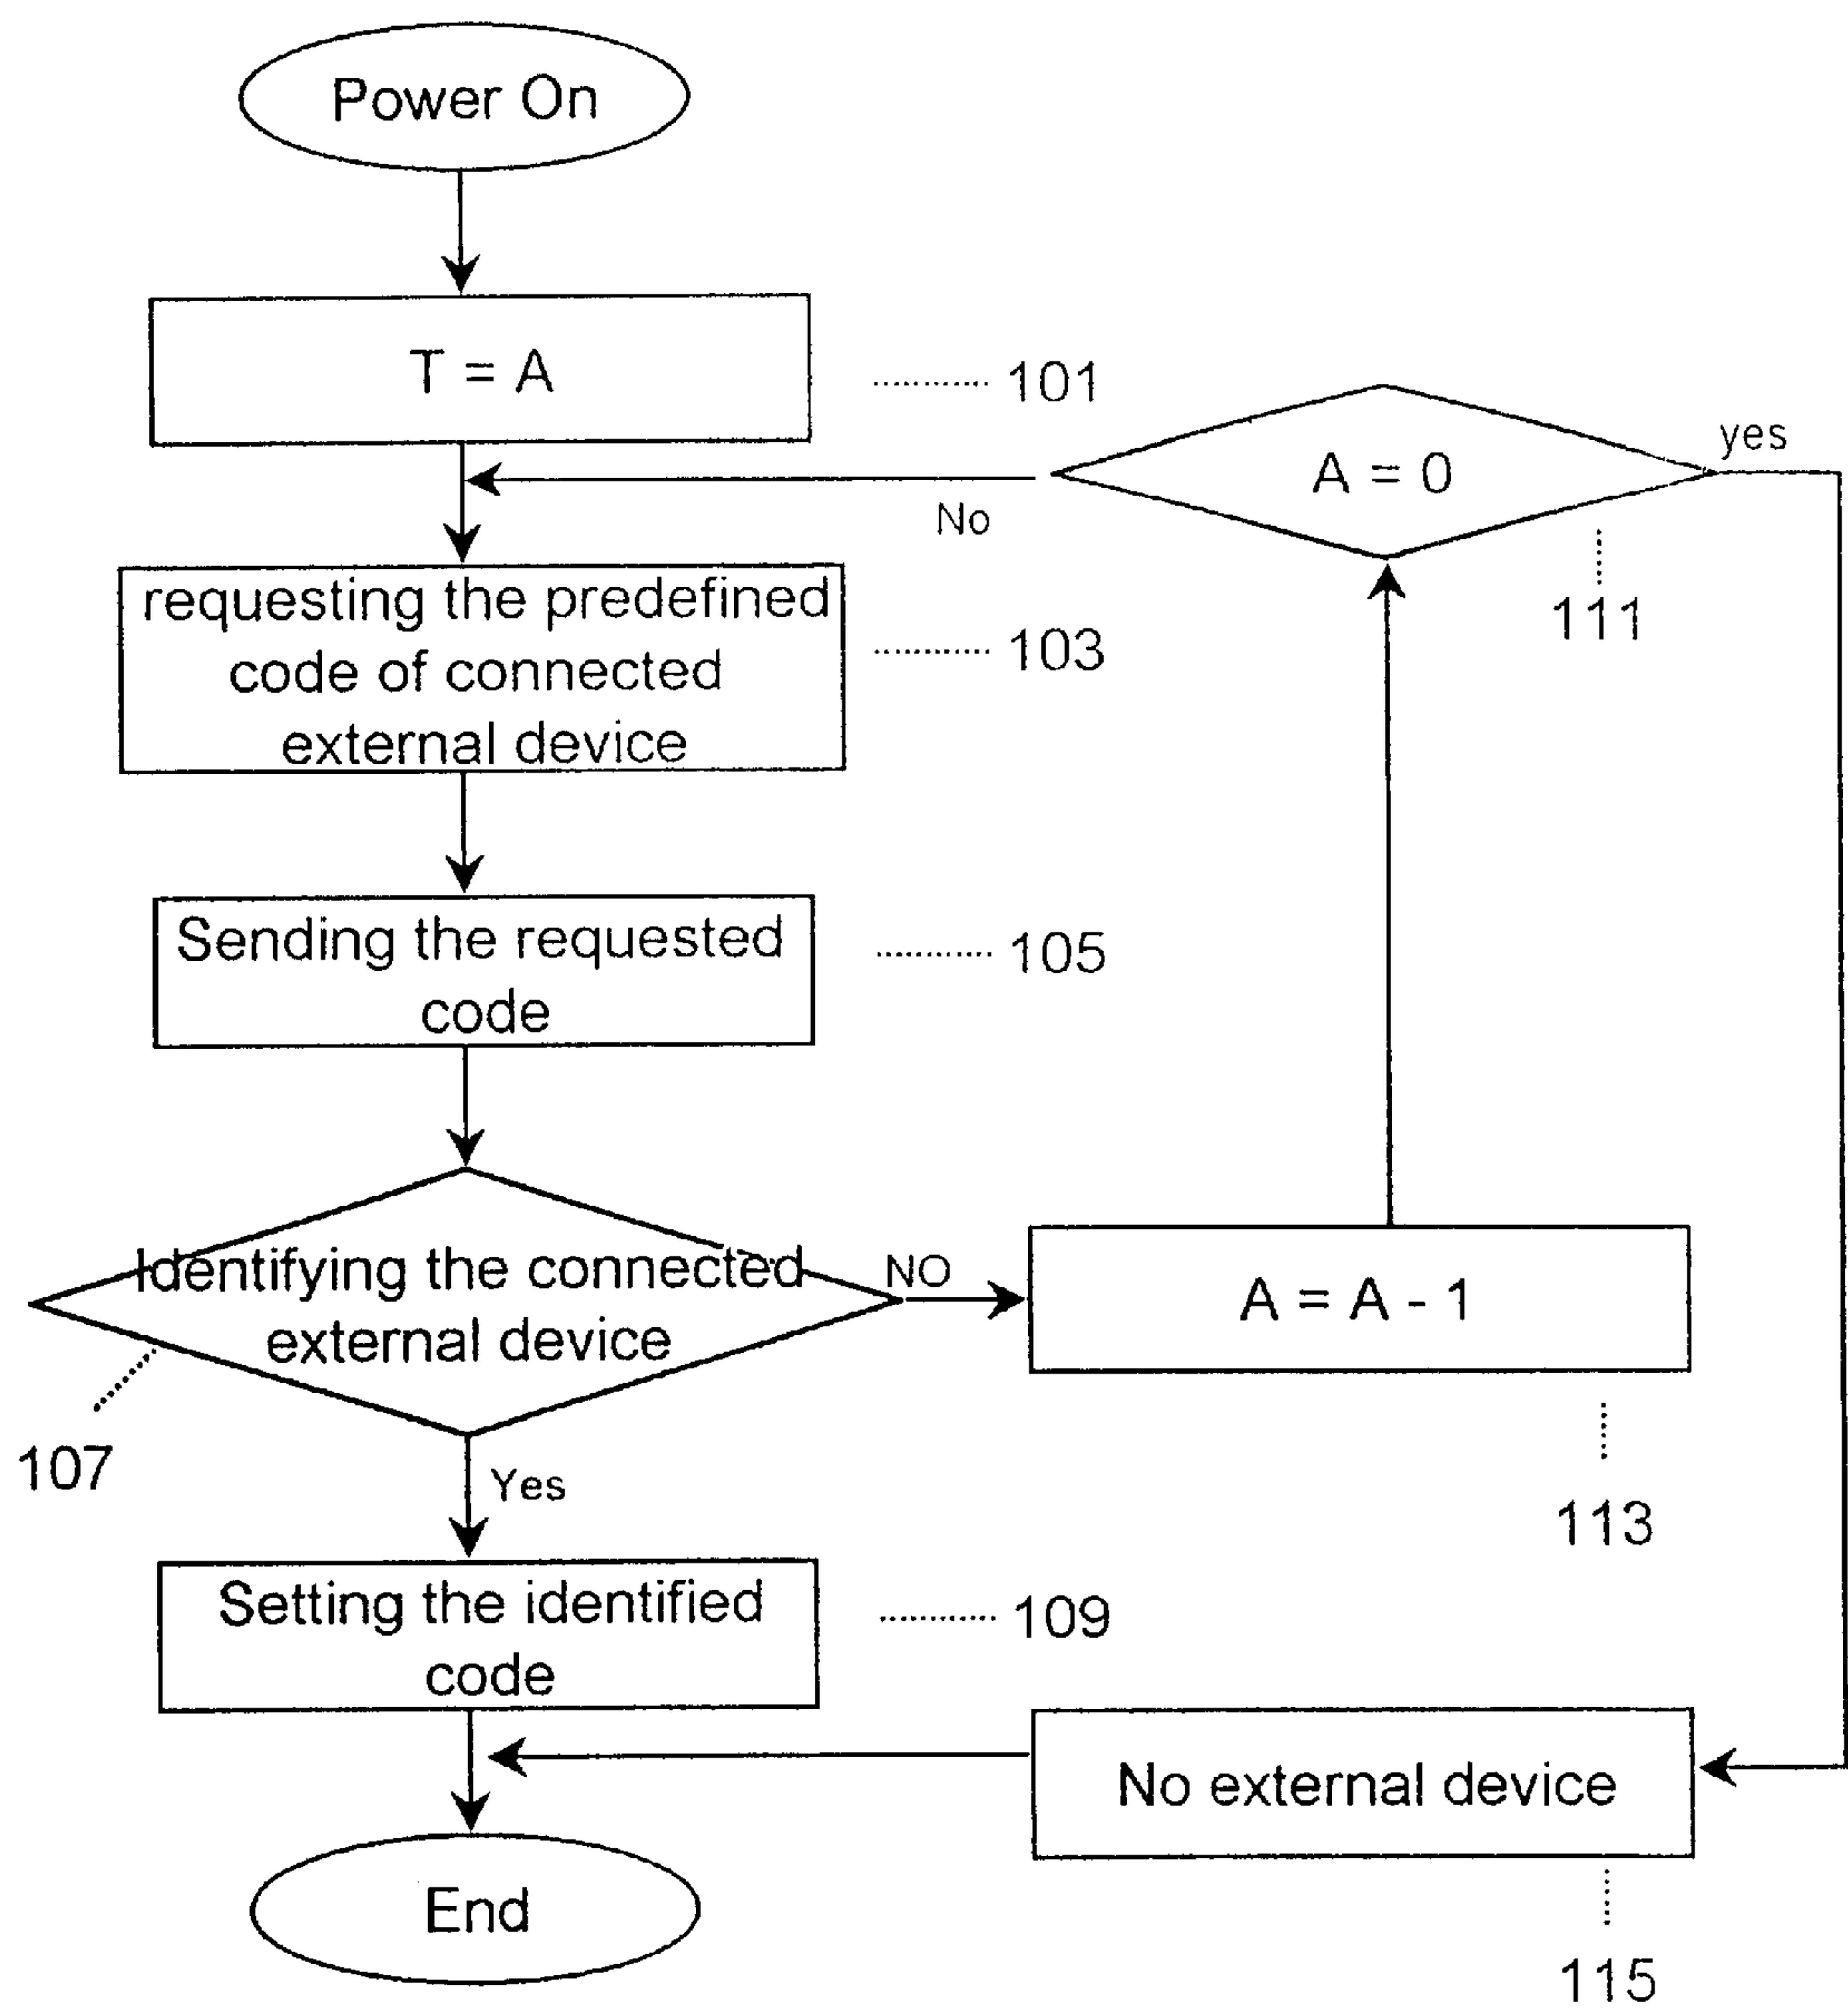 Power On
T = A
101
A = 0
yes
No
111
requesting the predefined
code of connected
external device
103
Sending the requested
code
105
Identifying the connected
external device
NO
107
A = A - 1
113
Yes
Setting the identified
code
109
No external device
115
End